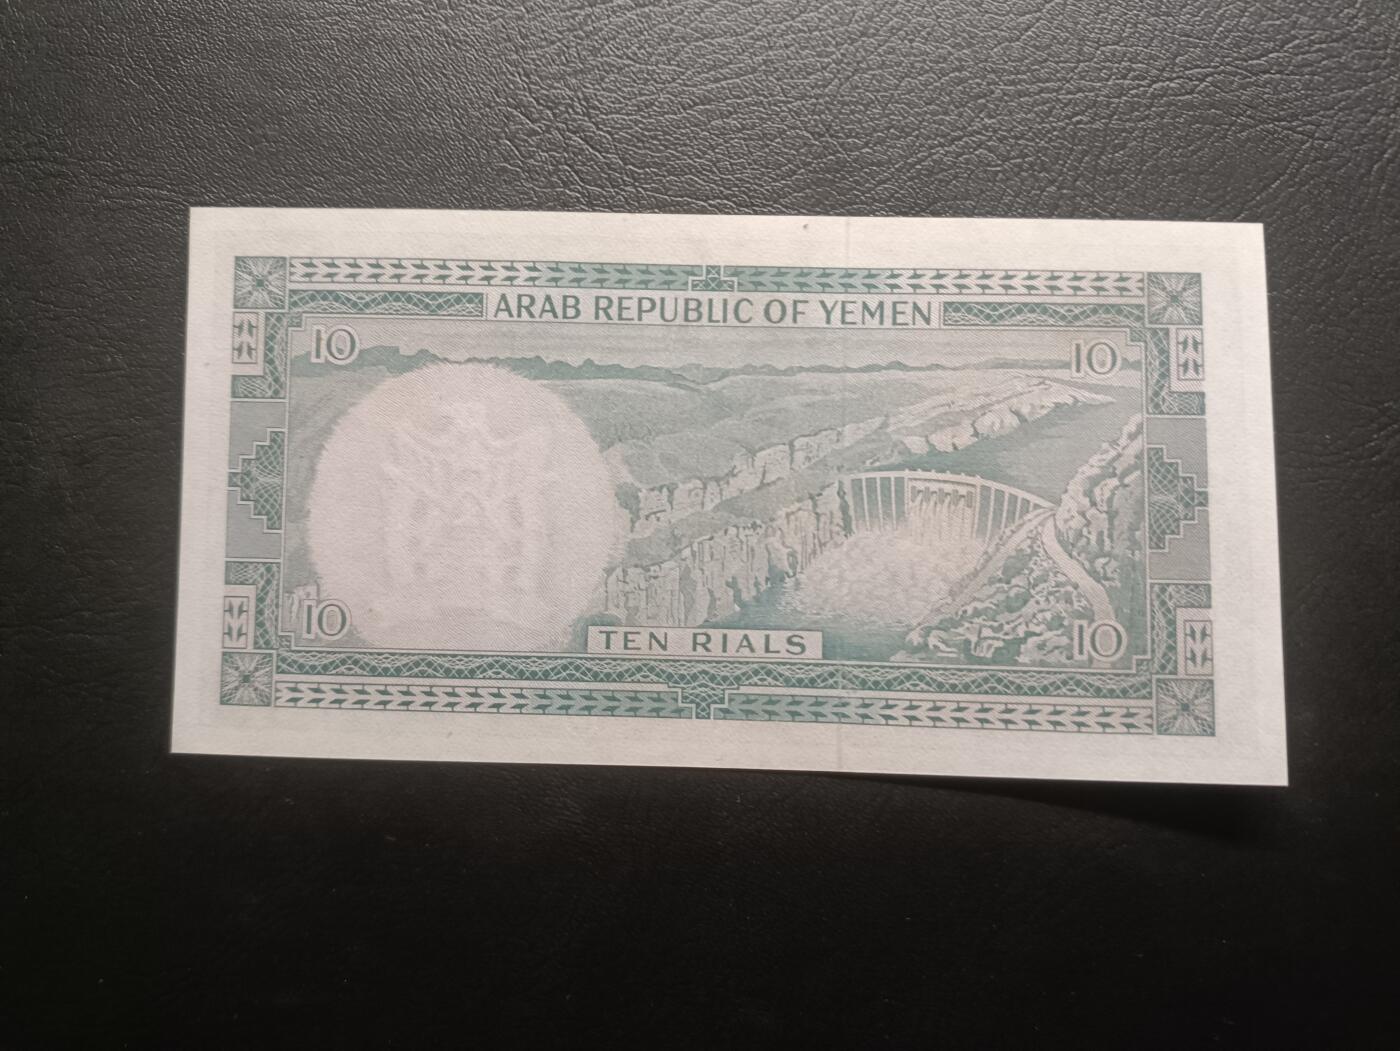 ARAB REPUBLIC OF YEMEN
10 10
10 10
TEN RIALS